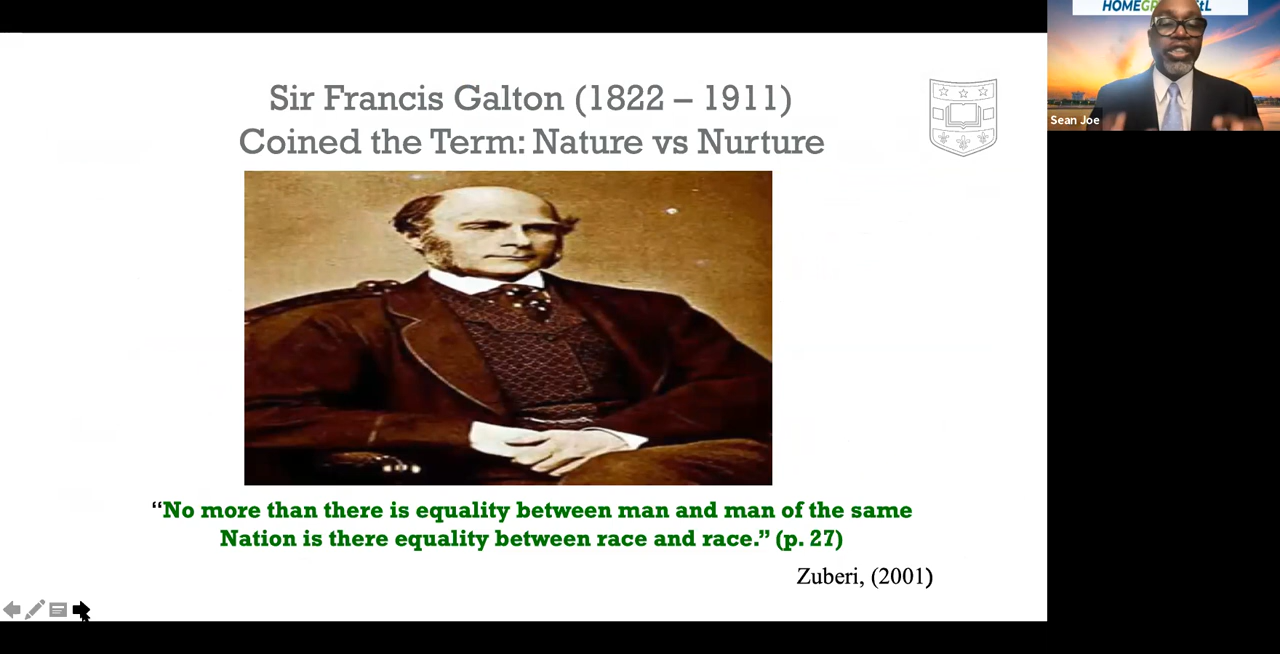 Sir Francis Galton (1822 – 1911)
Coined the Term: Nature vs Nurture
“No more than there is equality between man and man of the same
Nation is there equality between race and race.” (p. 27)
Zuberi, (2001)
Sean Joe